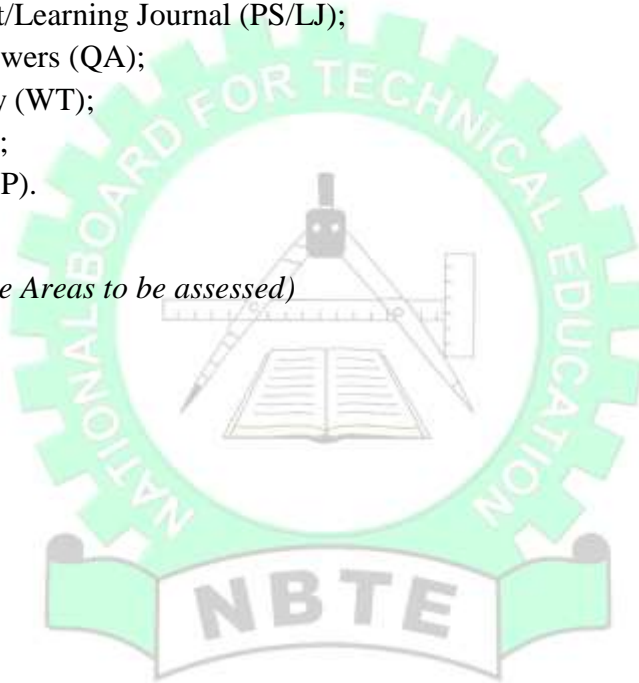 t/Learning Journal (PS/LJ);
wers (QA);
y (WT);
;
P).
e Areas to be assessed)
NATIONAL BOARD FOR TECHNICAL EDUCATION
NBTE